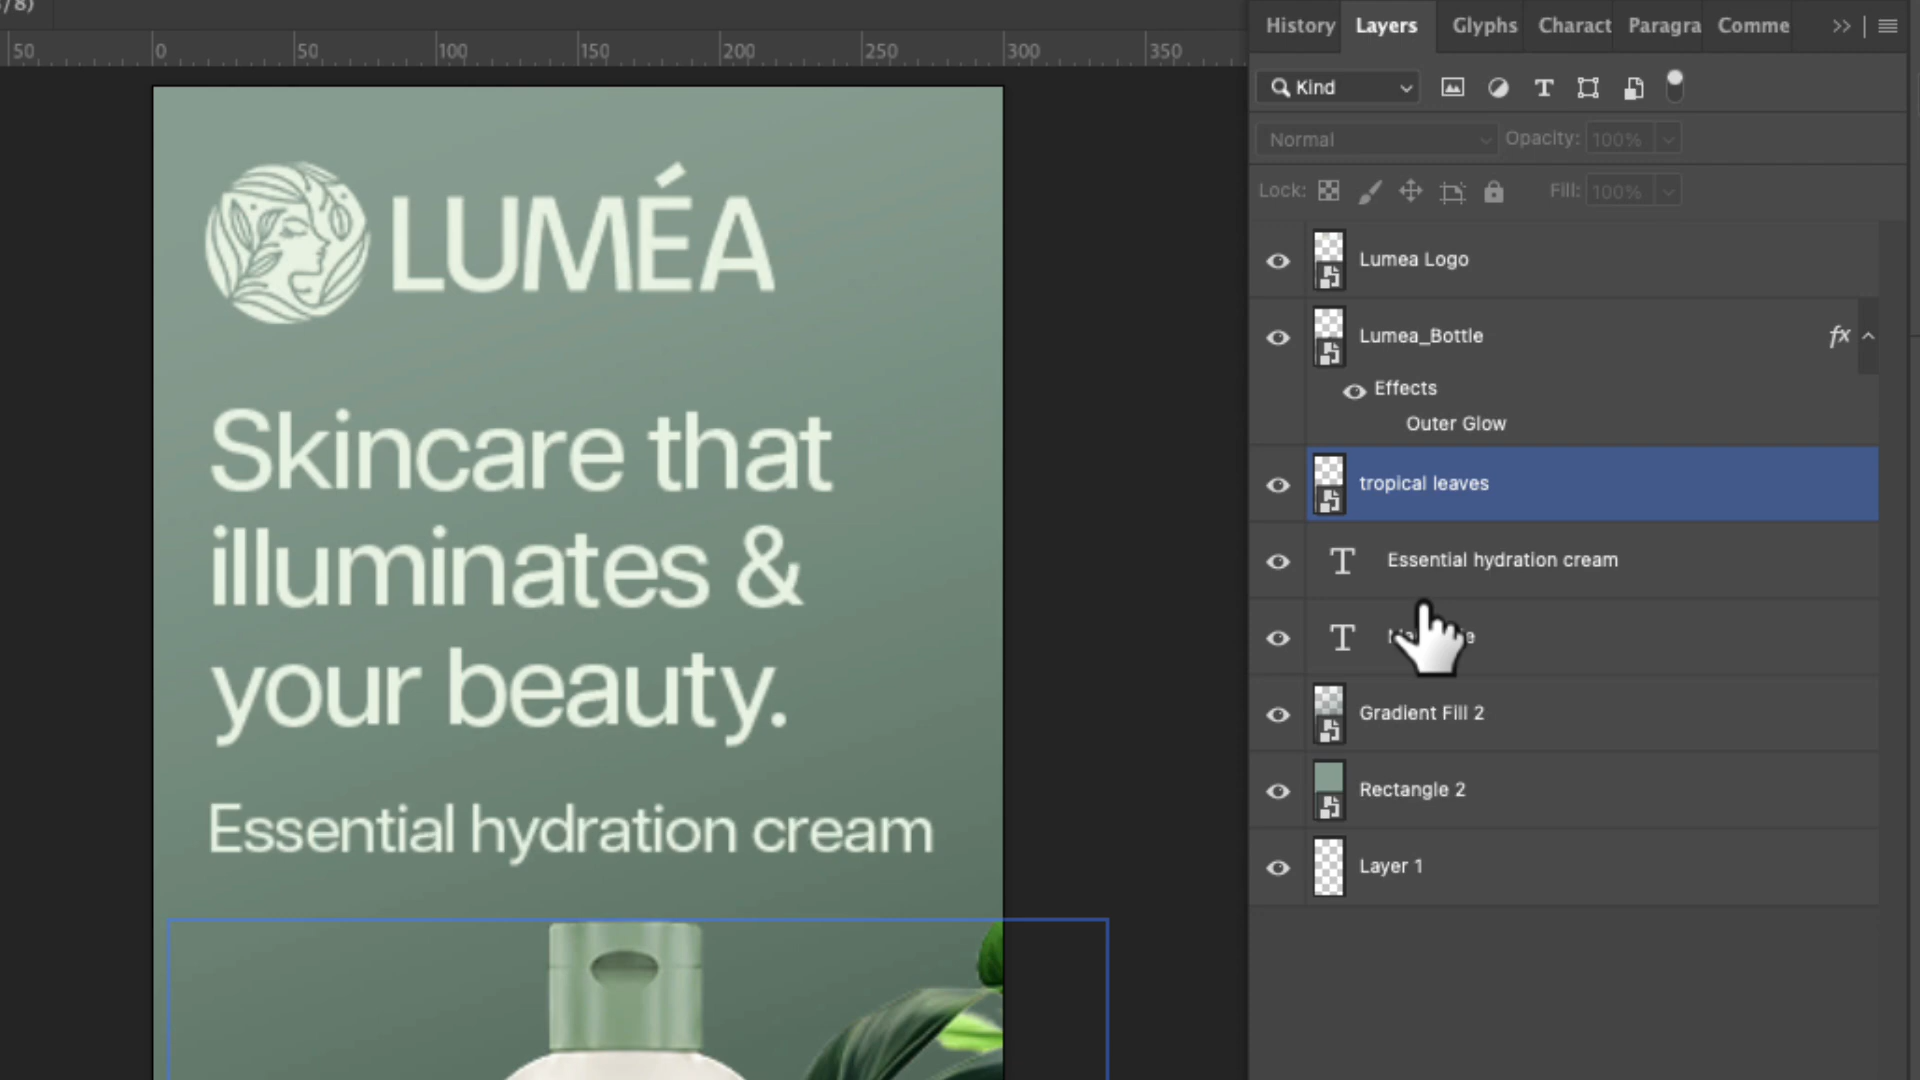 /8)
50 0 50 100 150 200 250 300 350
History Layers Glyphs Charact Paragra Comme
Kind
Normal Opacity: 100%
Lock: Fill: 100%
LUMÉA
Skincare that
illuminates &
your beauty.
Essential hydration cream
Lumea Logo
Lumea_Bottle fx
Effects
Outer Glow
tropical leaves
T Essential hydration cream
T
Gradient Fill 2
Rectangle 2
Layer 1